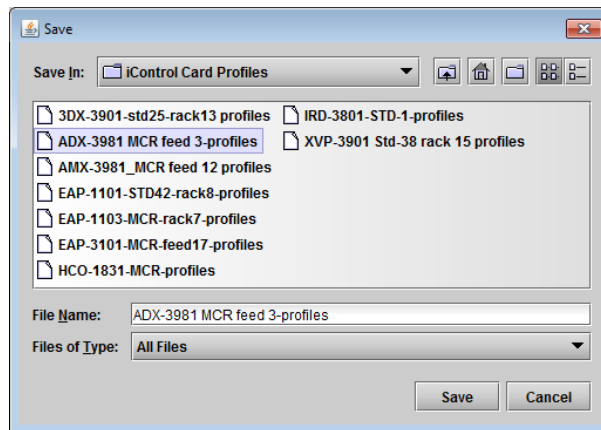 Save
Save In: iControl Card Profiles
3DX-3901-std25-rack13 profiles
ADX-3981 MCR feed 3-profiles
AMX-3981_MCR feed 12 profiles
EAP-1101-STD42-rack8-profiles
EAP-1103-MCR-rack7-profiles
EAP-3101-MCR-feed17-profiles
HCO-1831-MCR-profiles
IRD-3801-STD-1-profiles
XVP-3901 Std-38 rack 15 profiles
File Name: ADX-3981 MCR feed 3-profiles
Files of Type: All Files
Save Cancel